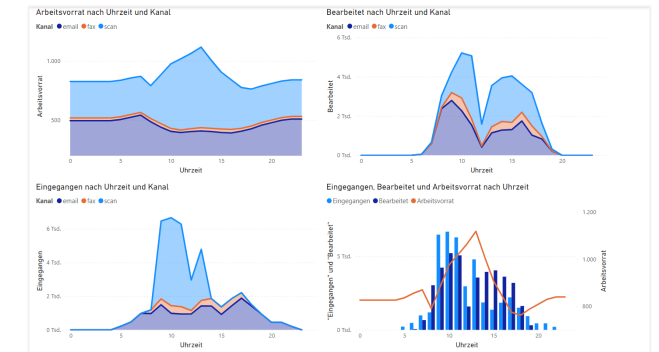 Arbeitsvorrat nach Uhrzeit und Kanal
Kanal email fax scan
1,000
500
Arbeitsvorrat
0 5 10 15 20
Uhrzeit
Bearbeitet nach Uhrzeit und Kanal
Kanal email fax scan
6 Tsd.
4 Tsd.
2 Tsd.
0 Tsd.
Bearbeitet
0 5 10 15 20
Uhrzeit
Eingegangen nach Uhrzeit und Kanal
Kanal email fax scan
6 Tsd.
4 Tsd.
2 Tsd.
0 Tsd.
Eingegangen
0 5 10 15 20
Uhrzeit
Eingegangen, Bearbeitet und Arbeitsvorrat nach Uhrzeit
Eingegangen Bearbeitet Arbeitsvorrat
5 Tsd.
0 Tsd.
"Eingegangen" und "Bearbeitet"
1,200
1,000
800
Arbeitsvorrat
0 5 10 15 20
Uhrzeit